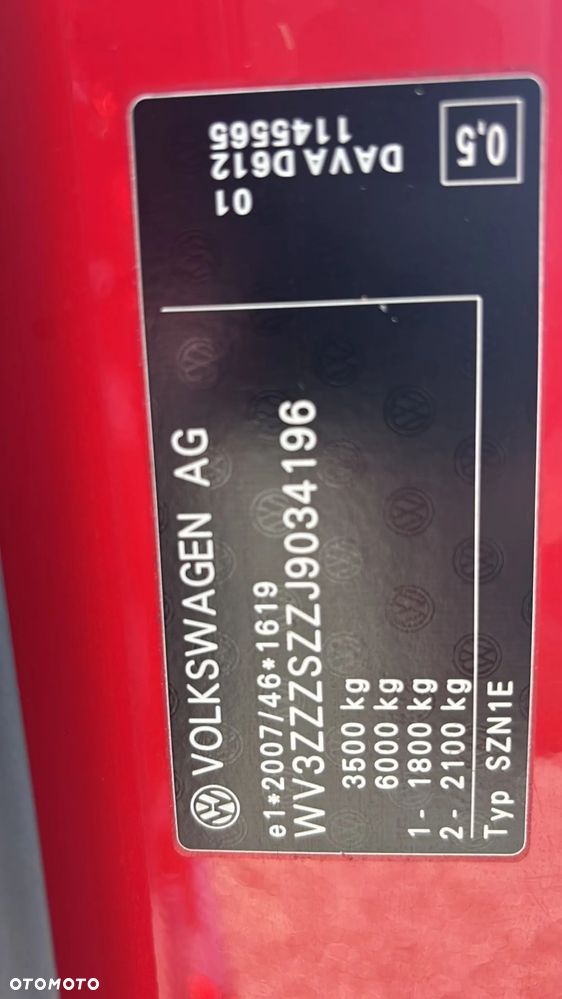 VOLKSWAGEN AG
e1*2007/46*1619
WV3ZZZSZZJ9034196
3500 kg
6000 kg
1- 1800 kg
2- 2100 kg
Typ SZN1E
01
DAVA D612
1145565
0,5
OTOMOTO